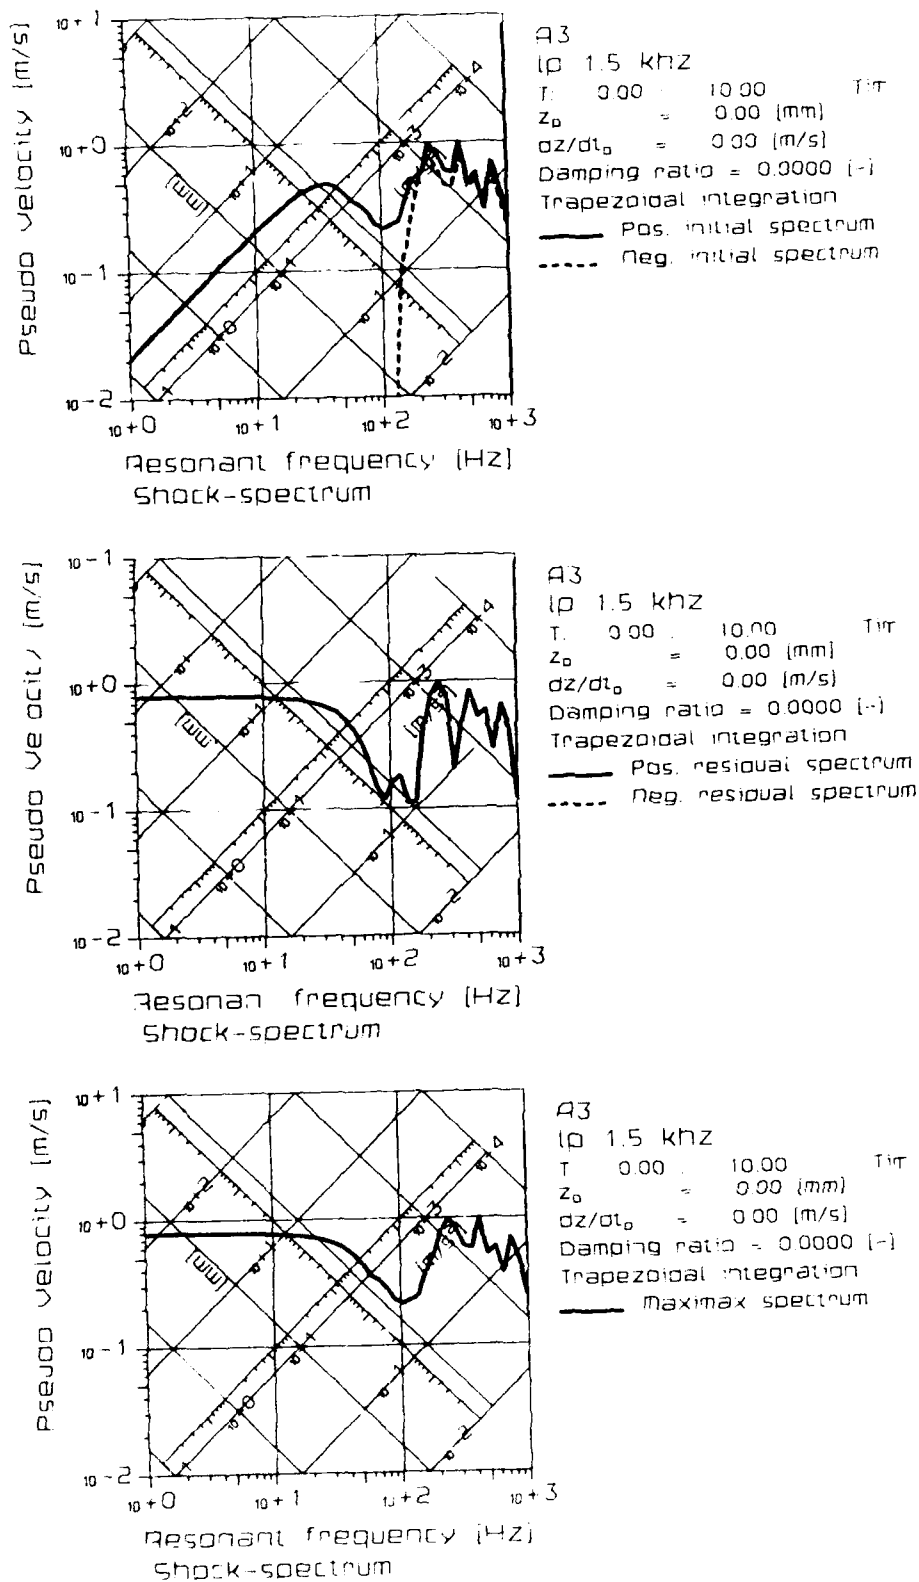 10+1
10+0
10-1
10-2
Pseudo velocity [m/s]
[mm]
10+0 10+1 10+2 10+3
Resonant frequency [Hz]
Shock-spectrum
A3
lp 1.5 khz
T: 0.00 10.00
z0 = 0.00 [mm]
dz/dt0 = 0.00 [m/s]
Damping ratio = 0.0000 [-]
Trapezoidal integration
Pos. initial spectrum
Neg. initial spectrum
10-1
10+0
10-1
10-2
Pseudo ve ocit [m/s]
[mm
10+0 10+1 10+2 10+3
Resonan frequency [Hz]
Shock-spectrum
A3
lp 1.5 khz
T. 0.00 10.00
z0 = 0.00 [mm]
dz/dt0 = 0.00 [m/s]
Damping ratio = 0.0000 [-]
Trapezoidal integration
Pos. residual spectrum
Neg. residual spectrum
10+1
10+0
10-1
10-2
Pseudo velocity [m/s]
[mm]
10+0 10+1 10+2 10+3
Resonant frequency [Hz]
Shock-spectrum
A3
lp 1.5 khz
T 0.00 10.00
z0 = 0.00 [mm]
dz/dt0 = 0.00 [m/s]
Damping ratio = 0.0000 [-]
Trapezoidal integration
Maximax spectrum